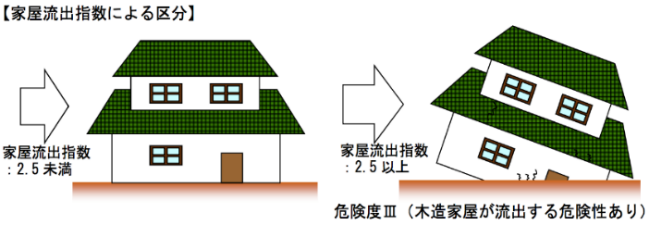 【家屋流出指数による区分】
家屋流出指数
：2.5未満
家屋流出指数
：2.5以上
危険度Ⅲ（木造家屋が流出する危険性あり）